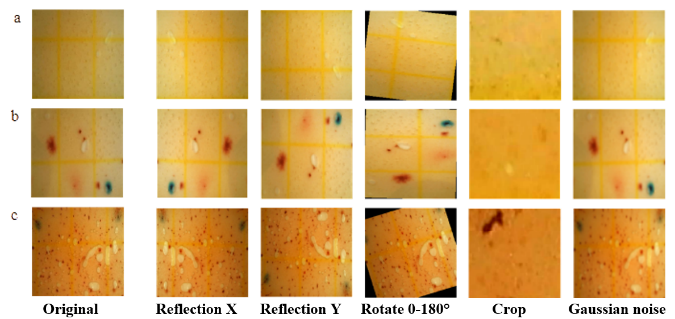 a
b
c
Original Reflection X Reflection Y Rotate 0-180° Crop Gaussian noise